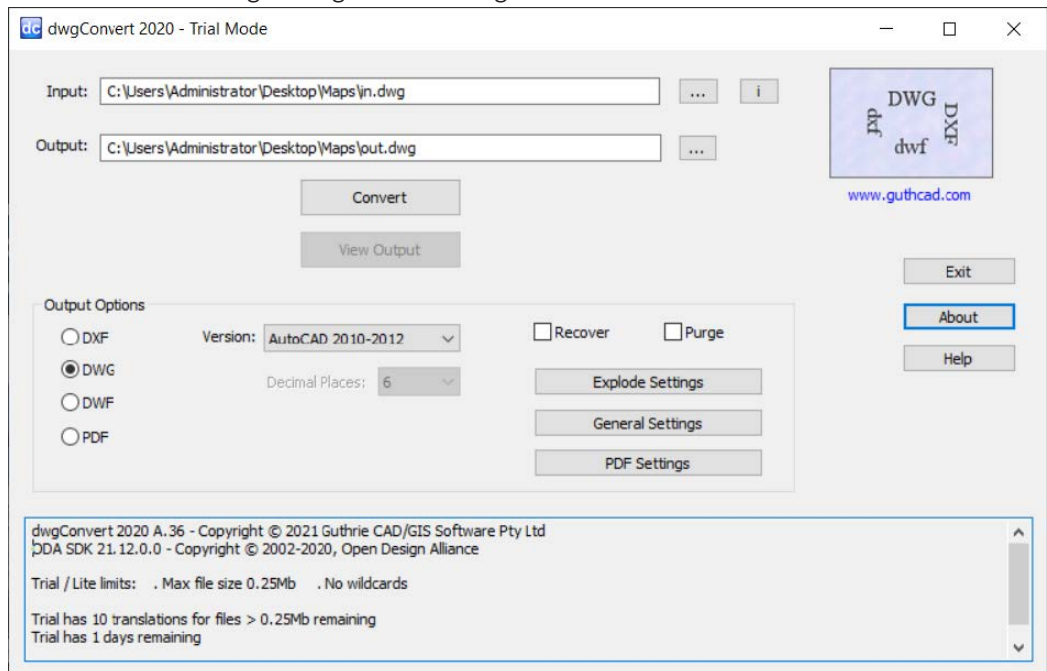 dc dwgConvert 2020 - Trial Mode
Input: C:\Users\Administrator\Desktop\Maps\in.dwg ... i
Output: C:\Users\Administrator\Desktop\Maps\out.dwg ...
DWG
dxf DXF
dwf
www.guthcad.com
Convert
View Output
Exit
About
Help
Output Options
DXF Version: AutoCAD 2010-2012 Recover Purge
DWG Decimal Places: 6 Explode Settings
DWF General Settings
PDF PDF Settings
dwgConvert 2020 A.36 - Copyright © 2021 Guthrie CAD/GIS Software Pty Ltd
ODA SDK 21.12.0.0 - Copyright © 2002-2020, Open Design Alliance
Trial / Lite limits: . Max file size 0.25Mb . No wildcards
Trial has 10 translations for files > 0.25Mb remaining
Trial has 1 days remaining